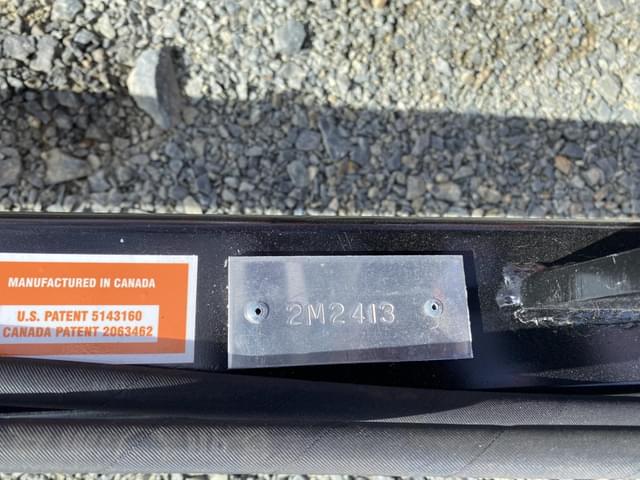 MANUFACTURED IN CANADA
U.S. PATENT 5143160
CANADA PATENT 2063462
2M2413